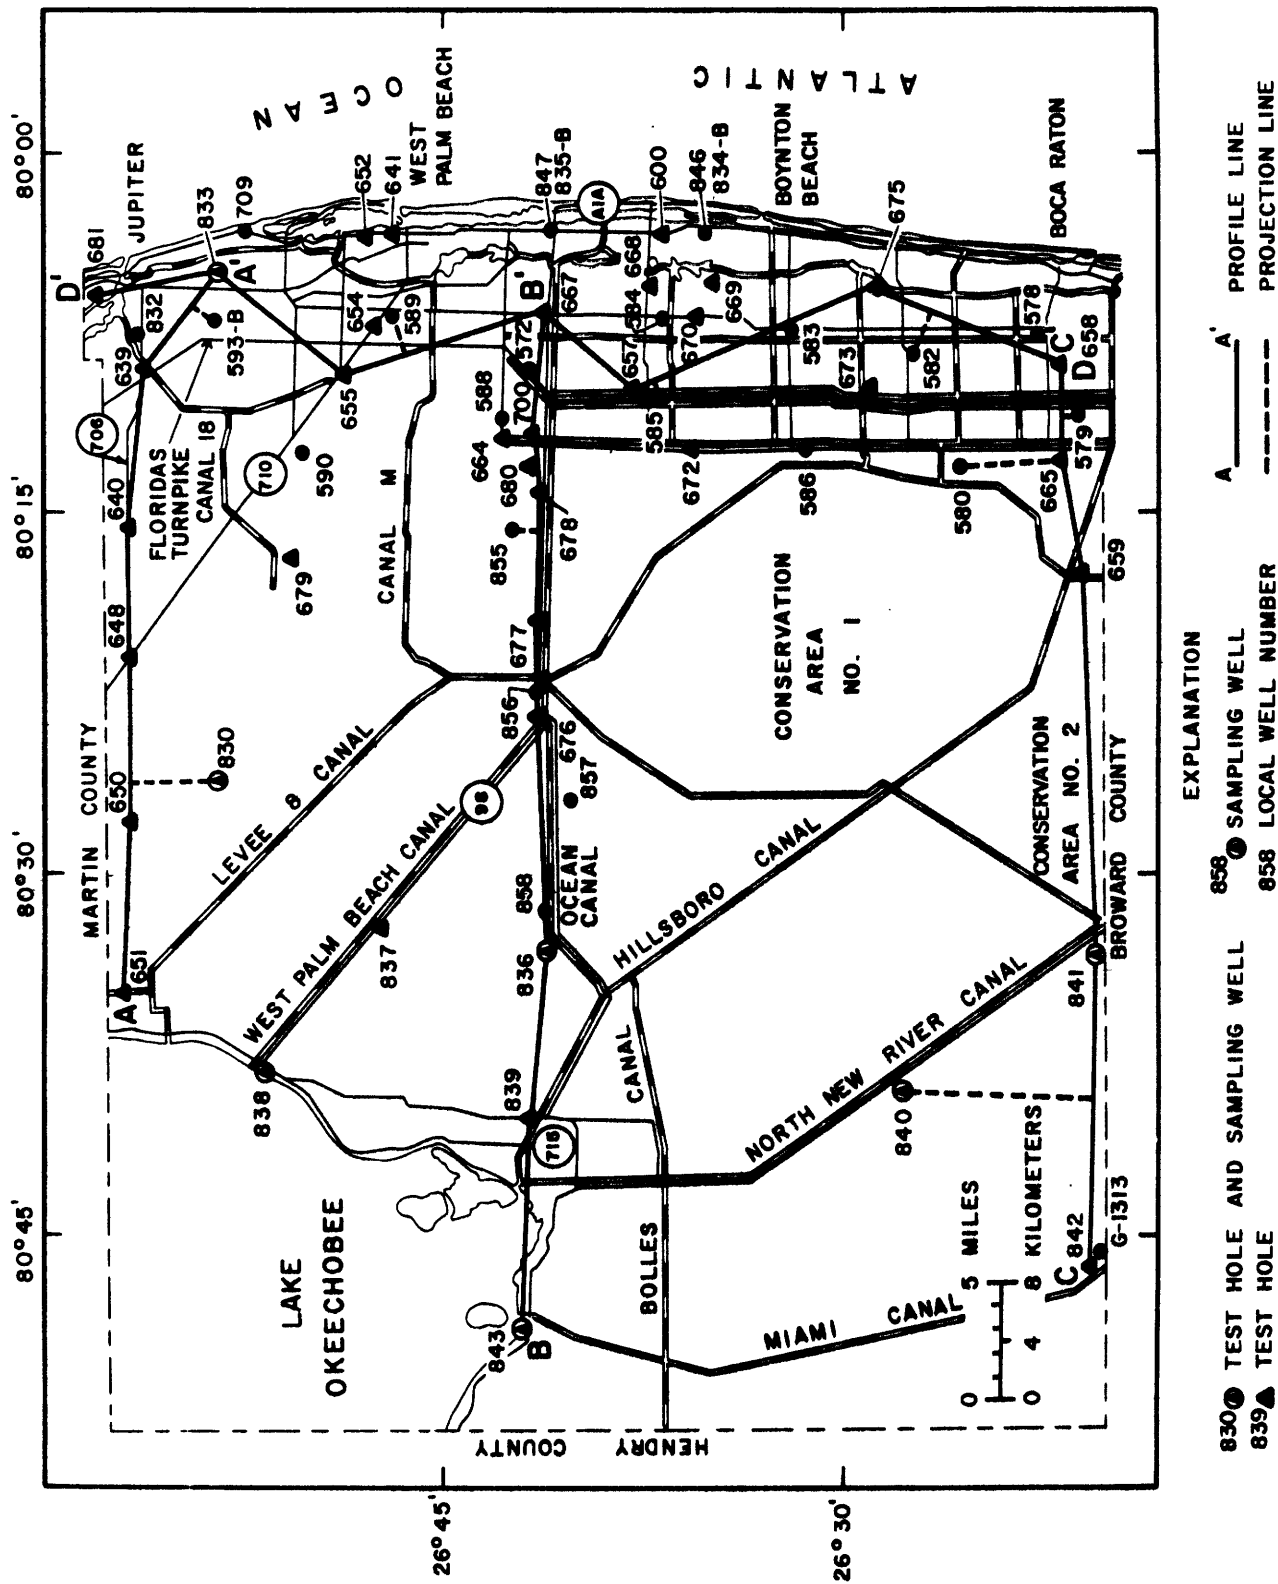 80°45'
80°30'
80°15'
80°00'
26°45'
26°30'
MARTIN COUNTY
HENDRY
COUNTY
BROWARD COUNTY
LAKE
OKEECHOBEE
ATLANTIC
OCEAN
JUPITER
WEST
PALM BEACH
BOYNTON
BEACH
BOCA RATON
FLORIDAS
TURNPIKE
CANAL 18
CANAL M
LEVEE 8 CANAL
WEST PALM BEACH CANAL
OCEAN
CANAL
HILLSBORO CANAL
NORTH NEW RIVER CANAL
BOLLES CANAL
MIAMI CANAL
CONSERVATION
AREA
NO. 1
CONSERVATION
AREA NO. 2
706
710
98
715
A1A
A
A'
B
B'
C
C'
D
D'
651
650
648
640
639
832
681
833
709
593-B
830
679
590
655
654
589
652
641
838
837
843
839
836
858
857
676
856
677
855
678
680
664
588
700
572
667
847
835-B
657
584
668
600
585
670
669
846
834-B
672
586
583
673
675
582
580
578
658
579
665
659
841
840
842
G-1313
0 5 MILES
0 4 8 KILOMETERS
EXPLANATION
830 TEST HOLE AND SAMPLING WELL
839 TEST HOLE
858 SAMPLING WELL
858 LOCAL WELL NUMBER
A A' PROFILE LINE
PROJECTION LINE